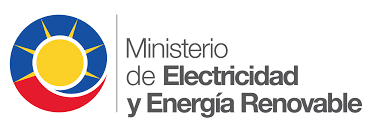 Ministerio
de Electricidad
y Energía Renovable